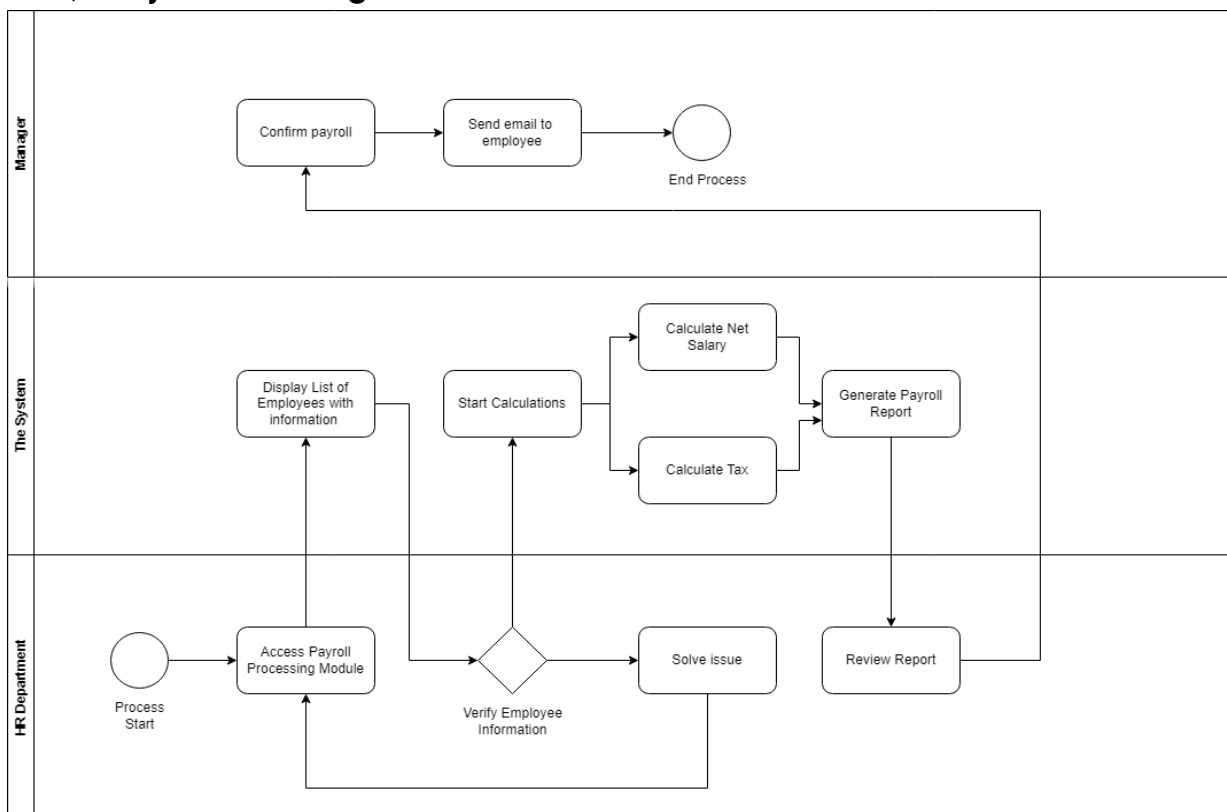 Manager
Confirm payroll
Send email to
employee
End Process
The System
Calculate Net
Salary
Display List of
Employees with
information
Start Calculations
Generate Payroll
Report
Calculate Tax
HR Department
Process
Start
Access Payroll
Processing Module
Verify Employee
Information
Solve issue
Review Report